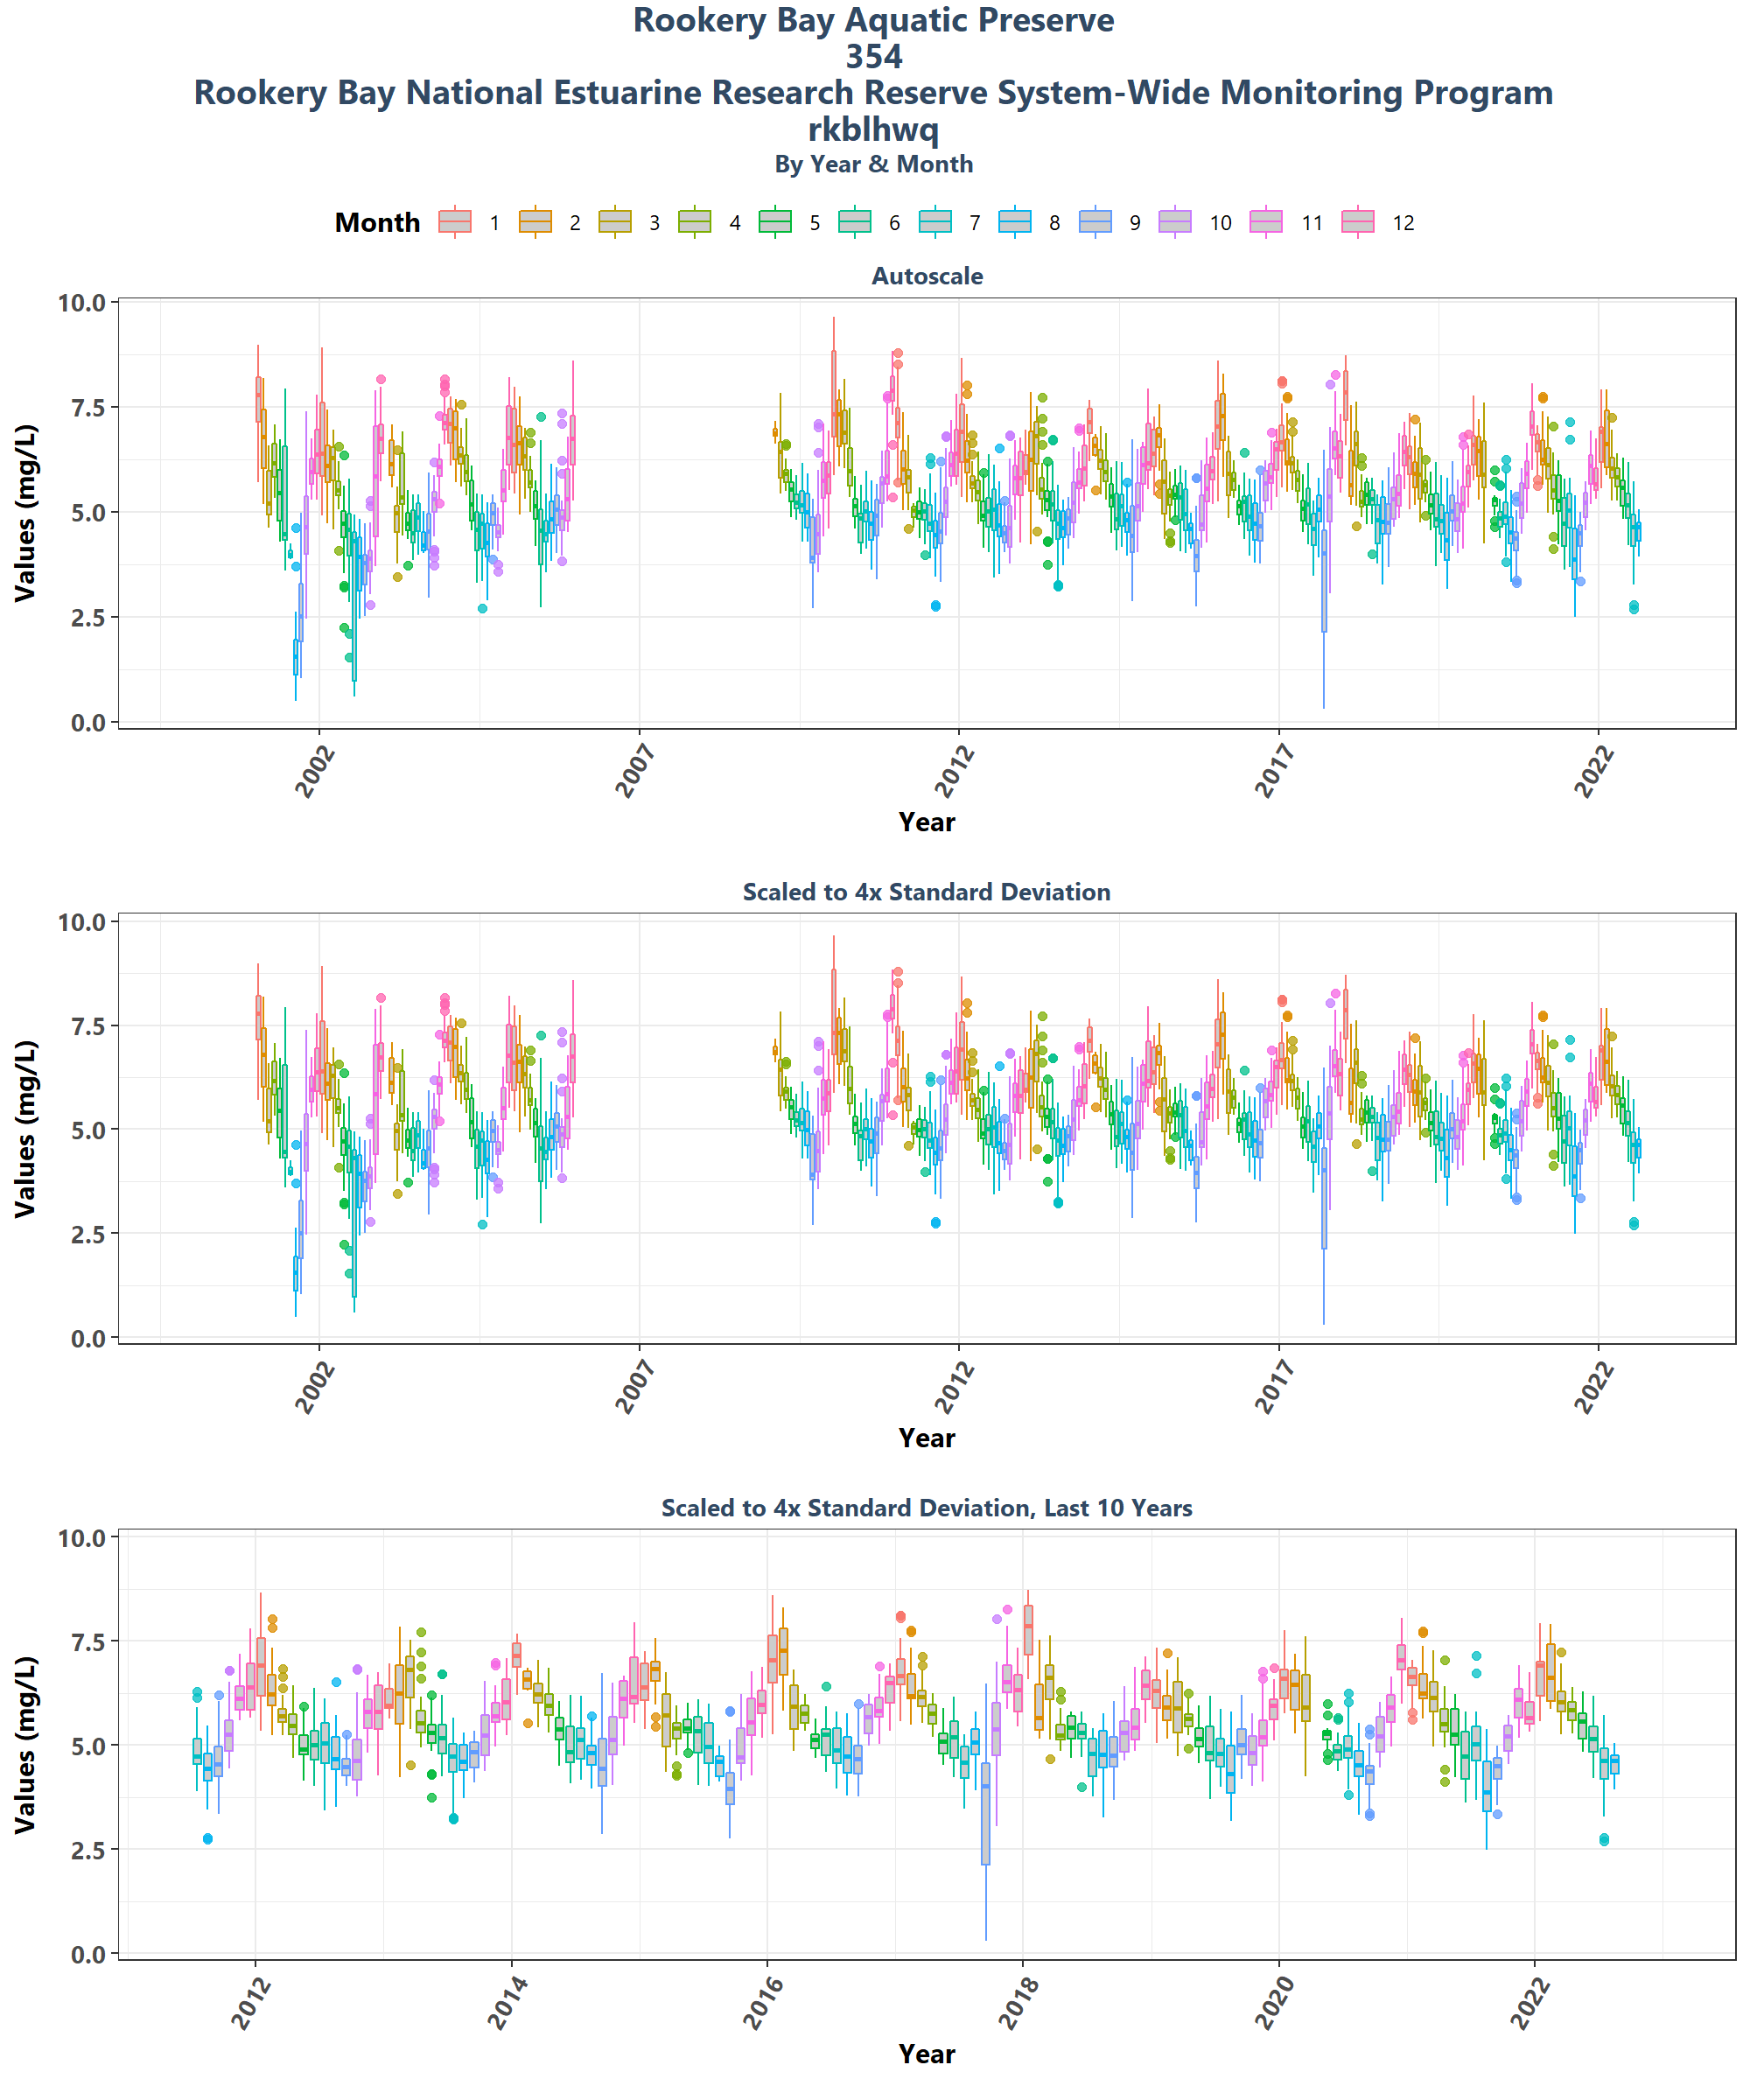 Rookery Bay Aquatic Preserve
354
Rookery Bay National Estuarine Research Reserve System-Wide Monitoring Program
rkblhwq
By Year & Month
Month 1 2 3 4 5 6 7 8 9 10 11 12
Autoscale
Values (mg/L)
10.0
7.5
5.0
2.5
0.0
2002 2007 2012 2017 2022
Year
Scaled to 4x Standard Deviation
Values (mg/L)
10.0
7.5
5.0
2.5
0.0
2002 2007 2012 2017 2022
Year
Scaled to 4x Standard Deviation, Last 10 Years
Values (mg/L)
10.0
7.5
5.0
2.5
0.0
2012 2014 2016 2018 2020 2022
Year